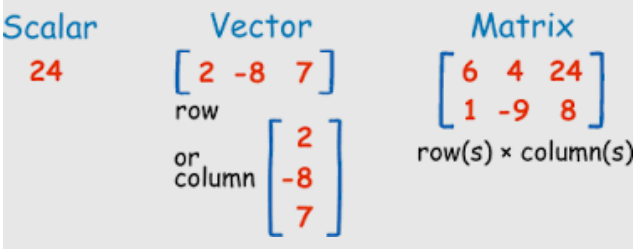 Scalar
24
Vector
[ 2 -8 7 ]
row
or
column
2
-8
7
Matrix
6 4 24
1 -9 8
row(s) × column(s)